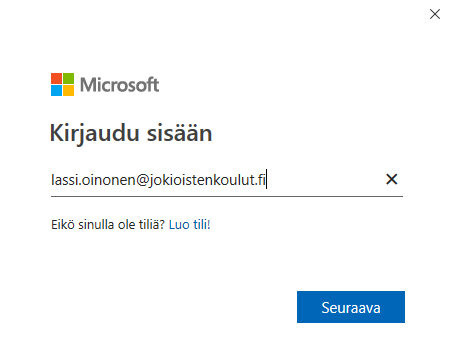 Microsoft
Kirjaudu sisään
lassi.oinonen@jokioistenkoulut.fi
Eikö sinulla ole tiliä? Luo tili!
Seuraava